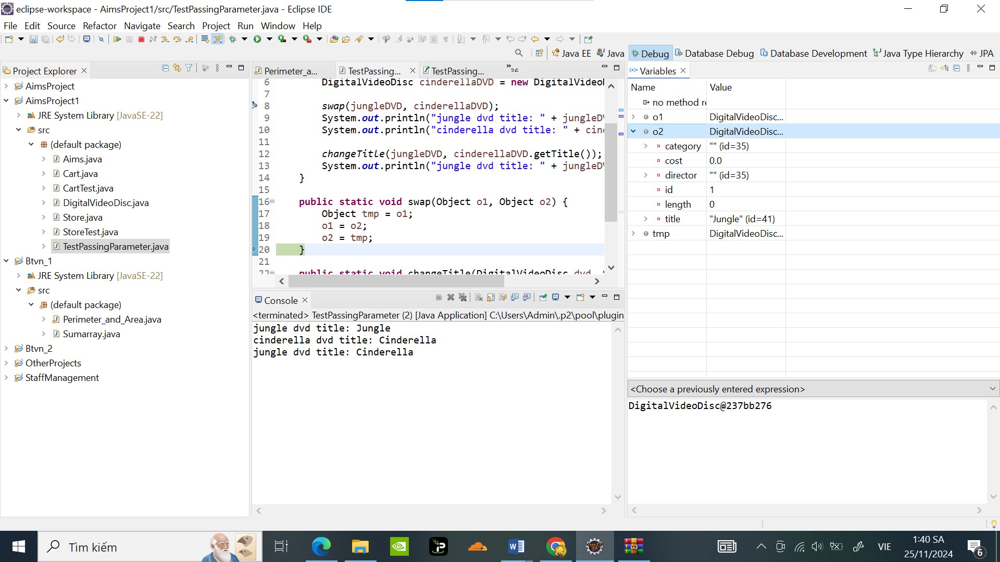 eclipse-workspace - AimsProject1/src/TestPassingParameter.java - Eclipse IDE
File Edit Source Refactor Navigate Search Project Run Window Help
Java EE Java Debug Database Debug Database Development Java Type Hierarchy JPA
Project Explorer
AimsProject
AimsProject1
JRE System Library [JavaSE-22]
src
(default package)
Aims.java
Cart.java
CartTest.java
DigitalVideoDisc.java
Store.java
StoreTest.java
TestPassingParameter.java
Btvn_1
JRE System Library [JavaSE-22]
src
(default package)
Perimeter_and_Area.java
Sumarray.java
Btvn_2
OtherProjects
StaffManagement
Perimeter_a... TestPassing... TestPassing... »36
6 DigitalVideoDisc cinderellaDVD = new DigitalVideoD
7
8 swap(jungleDVD, cinderellaDVD);
9 System.out.println("jungle dvd title: " + jungleDV
10 System.out.println("cinderella dvd title: " + cind
11
12 changeTitle(jungleDVD, cinderellaDVD.getTitle());
13 System.out.println("jungle dvd title: " + jungleDV
14 }
15
16 public static void swap(Object o1, Object o2) {
17 Object tmp = o1;
18 o1 = o2;
19 o2 = tmp;
20 }
21
22 public static void changeTitle(DigitalVideoDisc dvd,
Console
<terminated> TestPassingParameter (2) [Java Application] C:\Users\Admin\.p2\pool\plugin
jungle dvd title: Jungle
cinderella dvd title: Cinderella
jungle dvd title: Cinderella
(x)= Variables
Name Value
no method re
o1 DigitalVideoDisc...
o2 DigitalVideoDisc...
category "" (id=35)
cost 0.0
director "" (id=35)
id 1
length 0
title "Jungle" (id=41)
tmp DigitalVideoDisc...
<Choose a previously entered expression>
DigitalVideoDisc@237bb276
Tìm kiếm
VIE
1:40 SA
25/11/2024
6